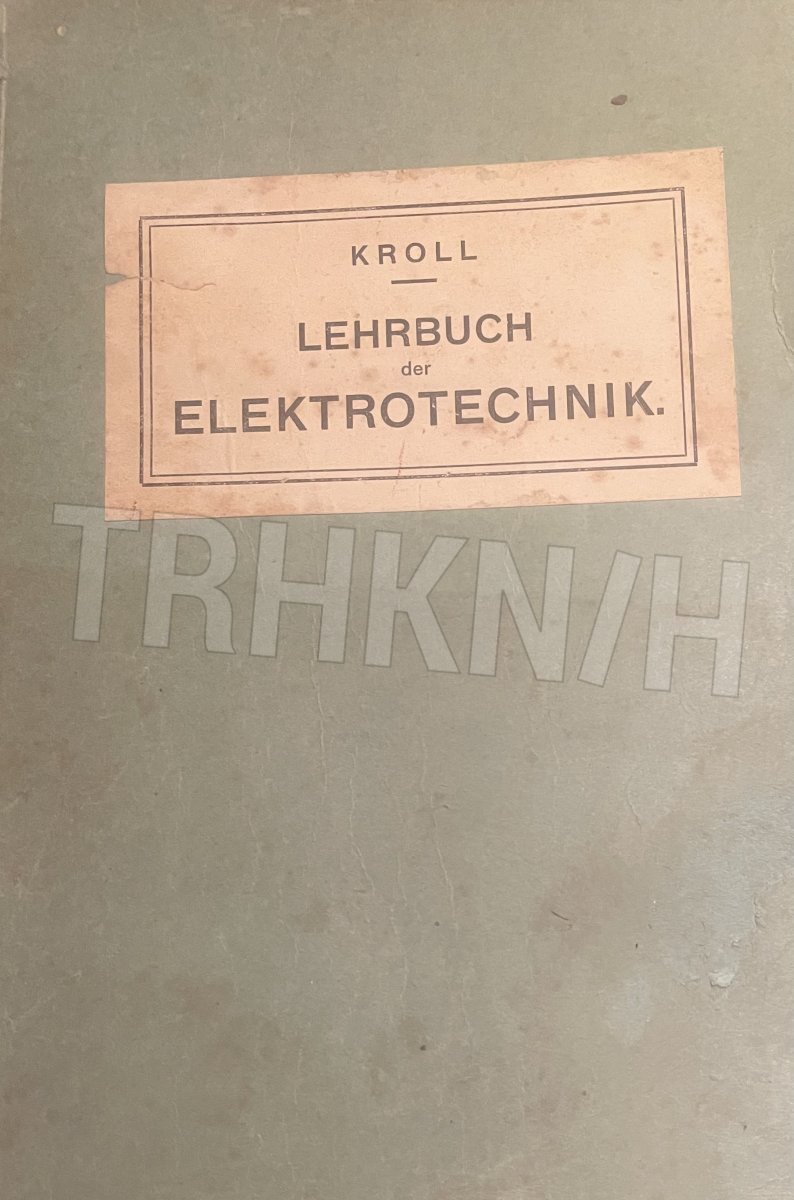 KROLL
LEHRBUCH
der
ELEKTROTECHNIK.
TRHKN/H